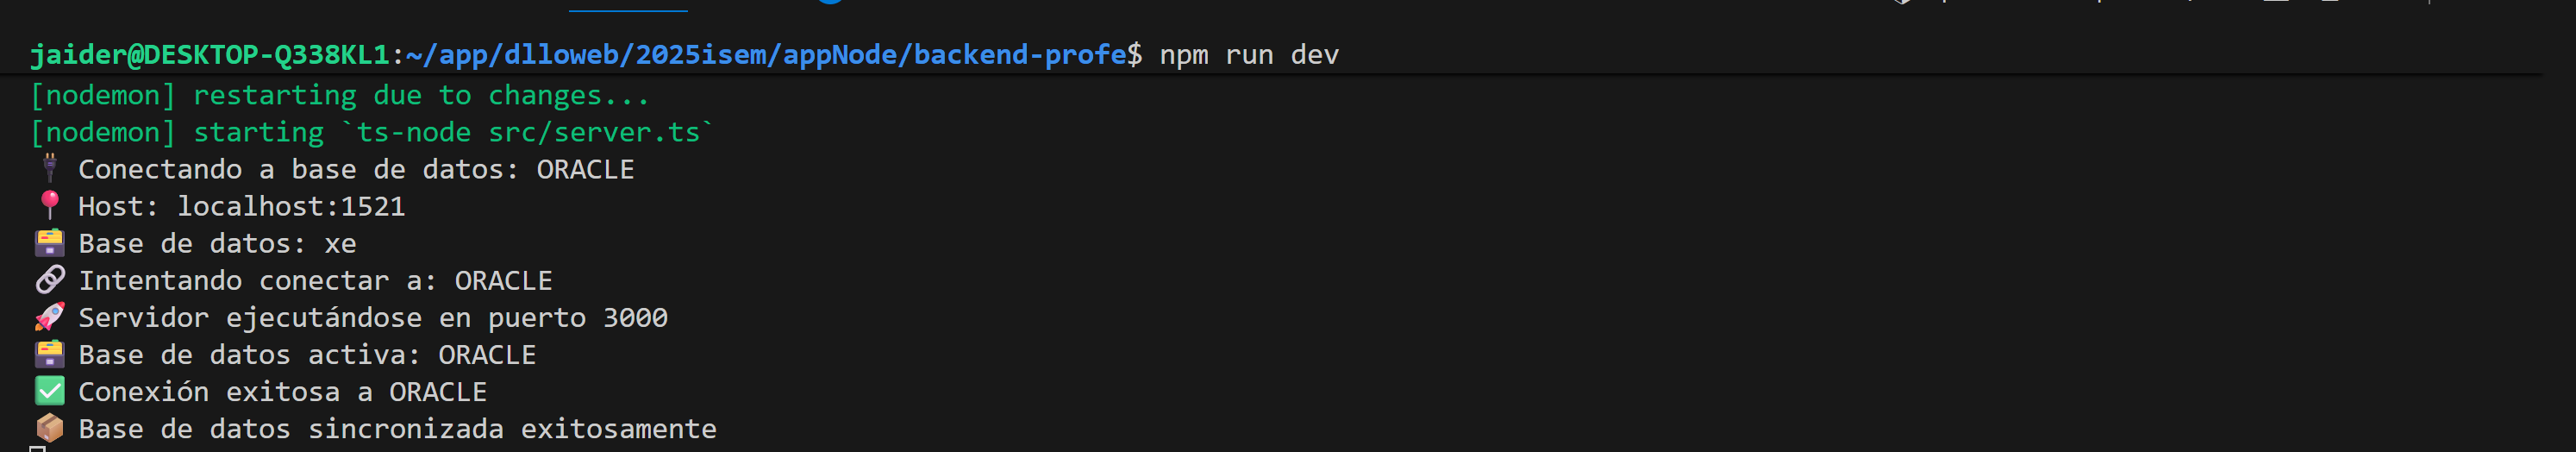 jaider@DESKTOP-Q338KL1:~/app/dlloweb/2025isem/appNode/backend-profe$ npm run dev
[nodemon] restarting due to changes...
[nodemon] starting `ts-node src/server.ts`
Conectando a base de datos: ORACLE
Host: localhost:1521
Base de datos: xe
Intentando conectar a: ORACLE
Servidor ejecutándose en puerto 3000
Base de datos activa: ORACLE
Conexión exitosa a ORACLE
Base de datos sincronizada exitosamente